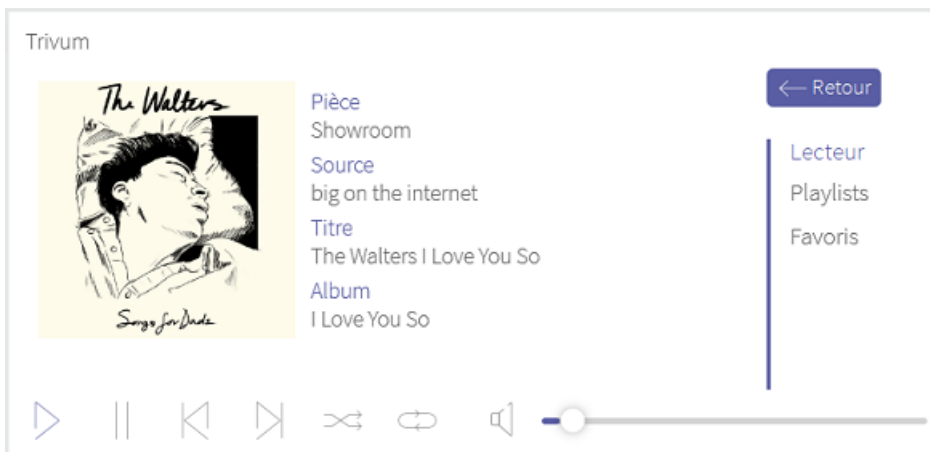 Trivum
The Walters
Songs for Dads
Pièce
Showroom
Source
big on the internet
Titre
The Walters I Love You So
Album
I Love You So
← Retour
Lecteur
Playlists
Favoris